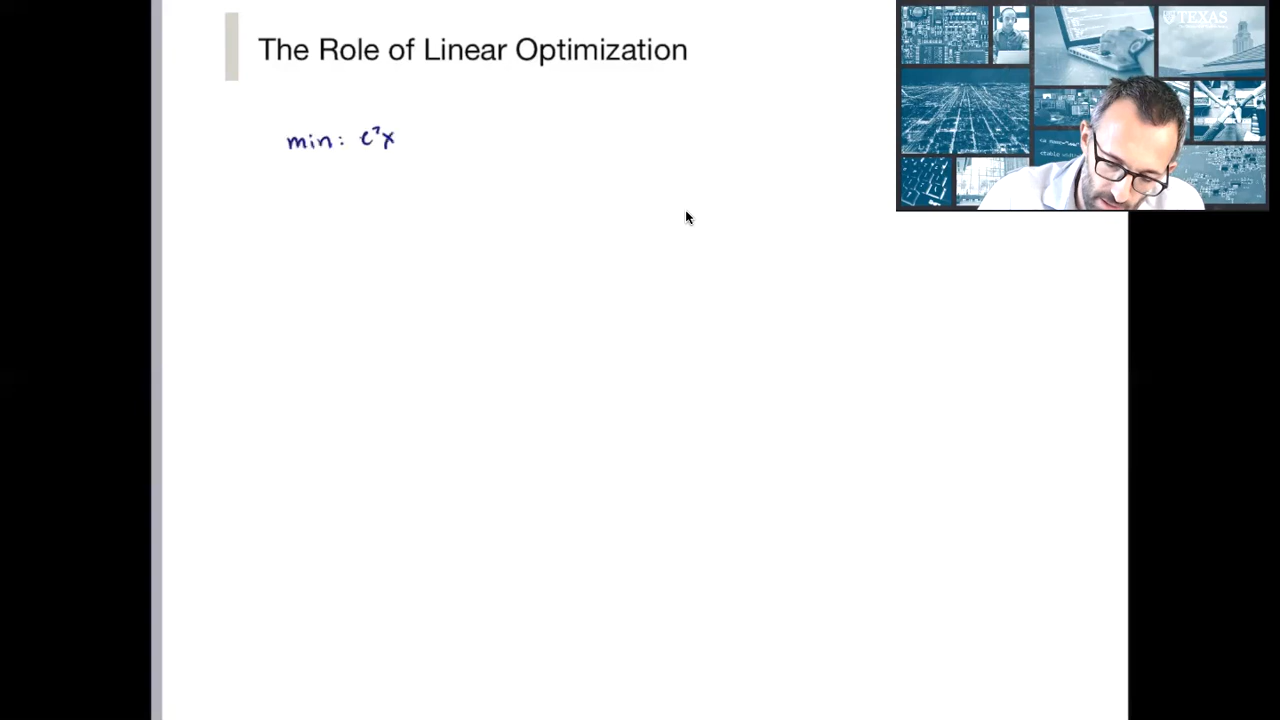 The Role of Linear Optimization
min: cᵀx
TEXAS